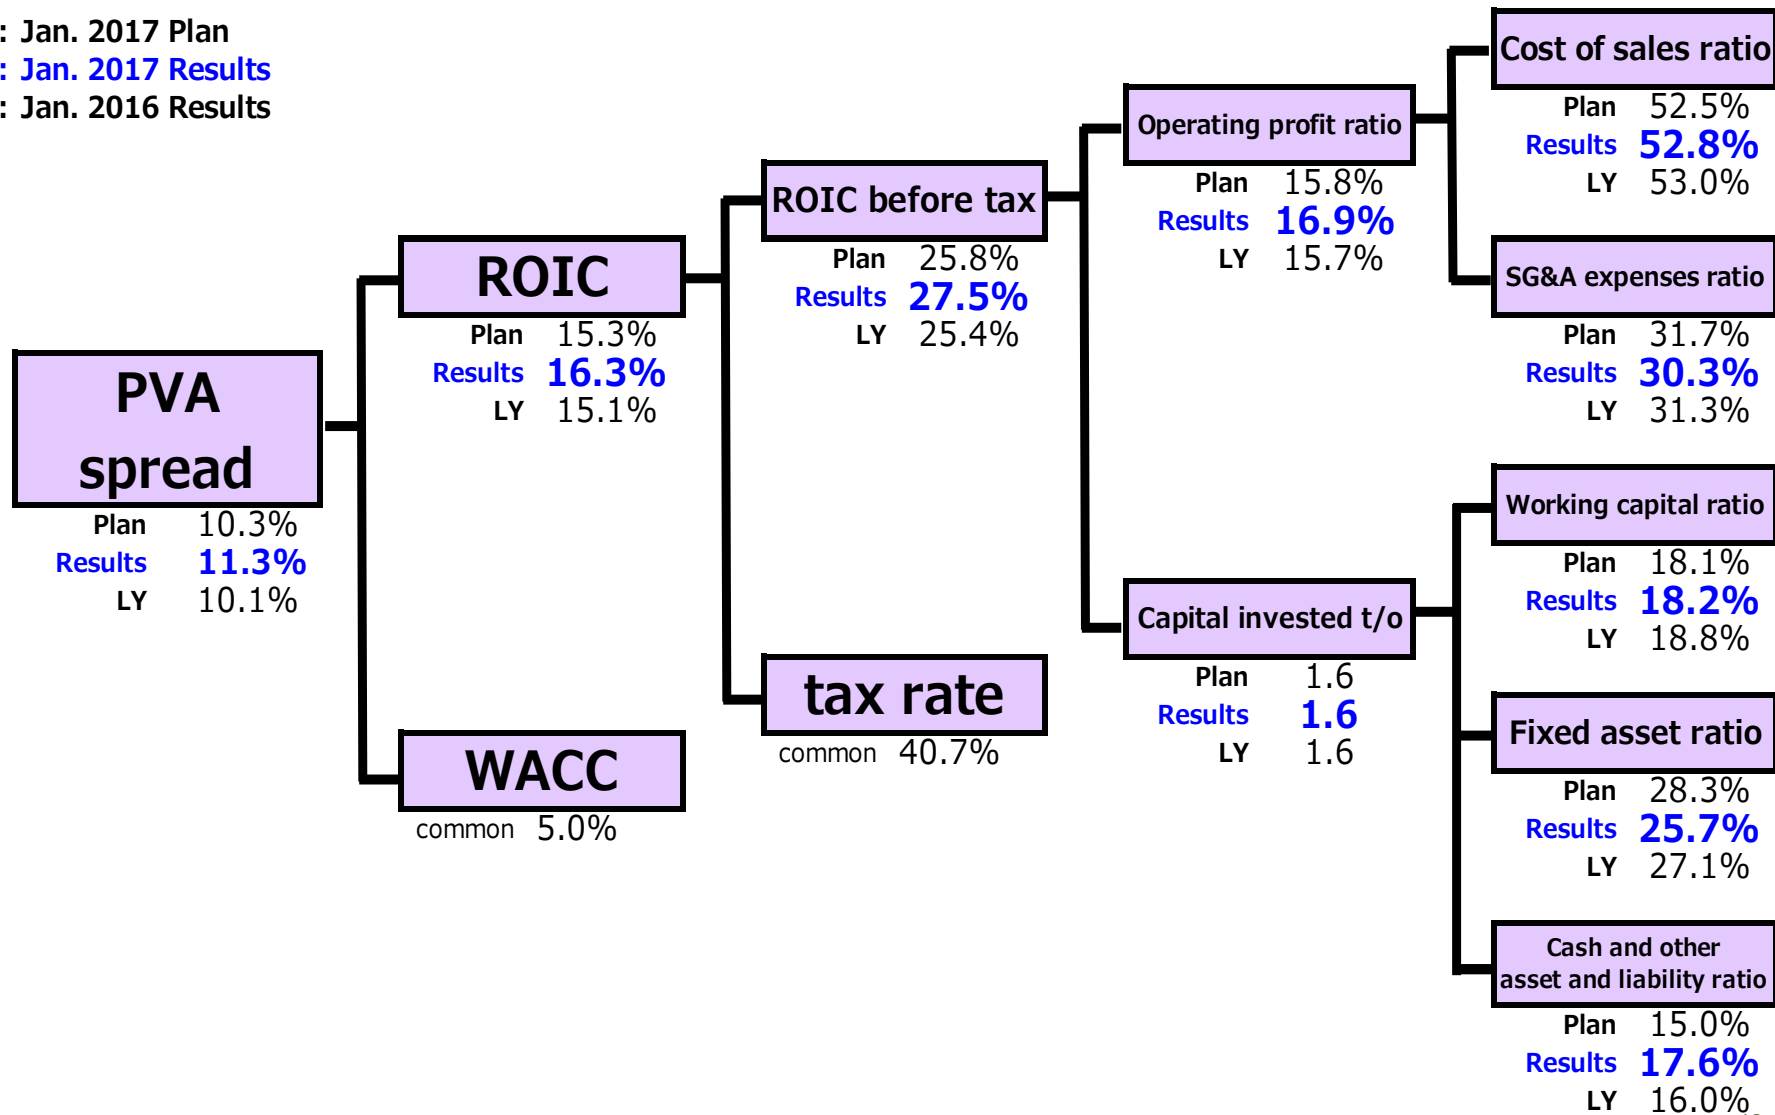 : Jan. 2017 Plan
: Jan. 2017 Results
: Jan. 2016 Results
PVA
spread
Plan 10.3%
Results 11.3%
LY 10.1%
ROIC
Plan 15.3%
Results 16.3%
LY 15.1%
WACC
common 5.0%
ROIC before tax
Plan 25.8%
Results 27.5%
LY 25.4%
tax rate
common 40.7%
Operating profit ratio
Plan 15.8%
Results 16.9%
LY 15.7%
Capital invested t/o
Plan 1.6
Results 1.6
LY 1.6
Cost of sales ratio
Plan 52.5%
Results 52.8%
LY 53.0%
SG&A expenses ratio
Plan 31.7%
Results 30.3%
LY 31.3%
Working capital ratio
Plan 18.1%
Results 18.2%
LY 18.8%
Fixed asset ratio
Plan 28.3%
Results 25.7%
LY 27.1%
Cash and other
asset and liability ratio
Plan 15.0%
Results 17.6%
LY 16.0%